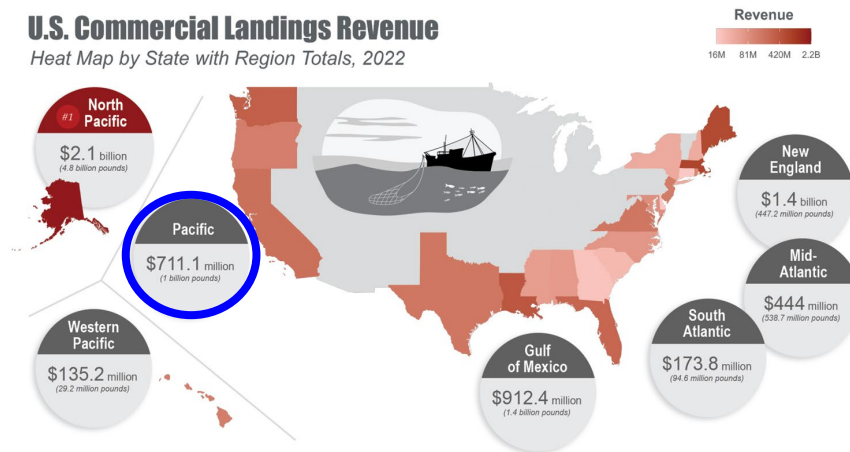 U.S. Commercial Landings Revenue
Heat Map by State with Region Totals, 2022
Revenue
16M 81M 420M 2.2B
#1
North
Pacific
$2.1 billion
(4.8 billion pounds)
Pacific
$711.1 million
(1 billion pounds)
Western
Pacific
$135.2 million
(29.2 million pounds)
Gulf
of Mexico
$912.4 million
(1.4 billion pounds)
South
Atlantic
$173.8 million
(94.6 million pounds)
New
England
$1.4 billion
(447.2 million pounds)
Mid-
Atlantic
$444 million
(538.7 million pounds)